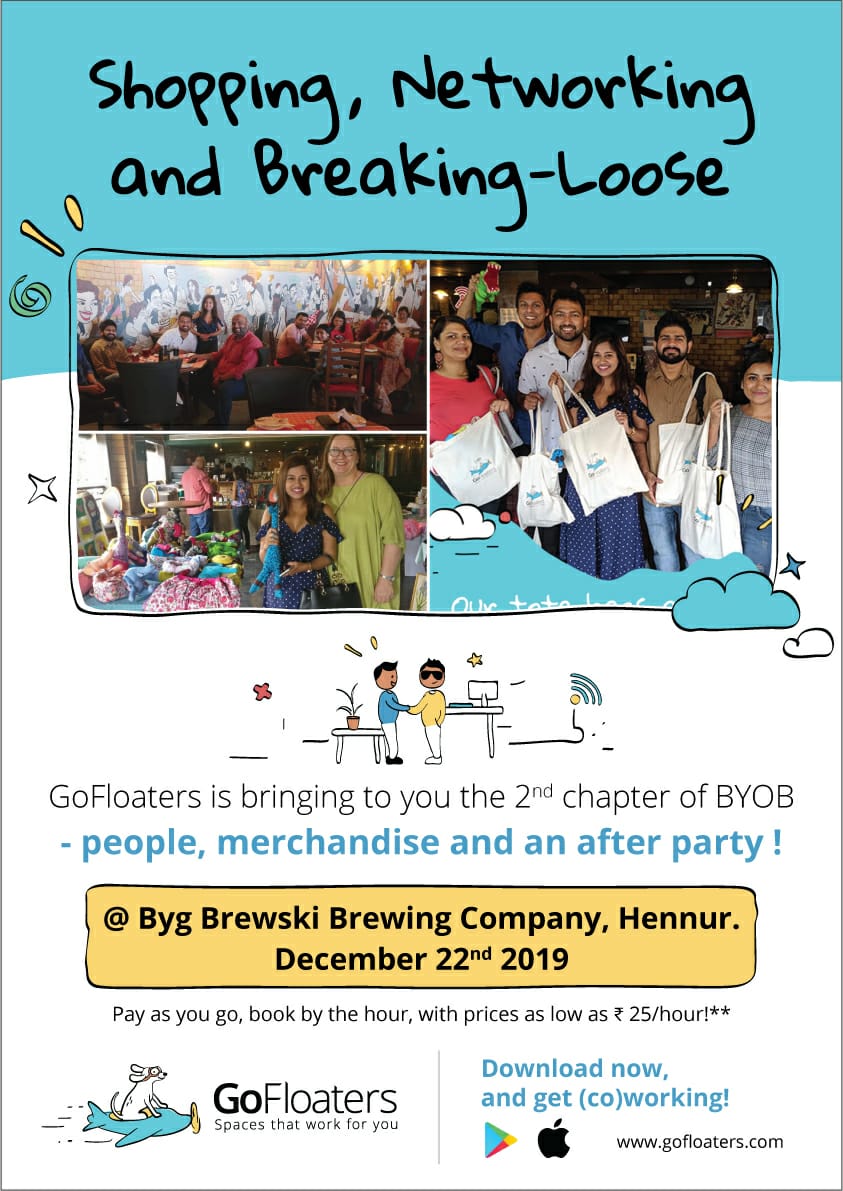 Shopping, Networking
and Breaking-Loose
GoFloaters is bringing to you the 2nd chapter of BYOB
- people, merchandise and an after party !
@ Byg Brewski Brewing Company, Hennur.
December 22nd 2019
Pay as you go, book by the hour, with prices as low as ₹ 25/hour!**
GoFloaters
Spaces that work for you
Download now,
and get (co)working!
www.gofloaters.com